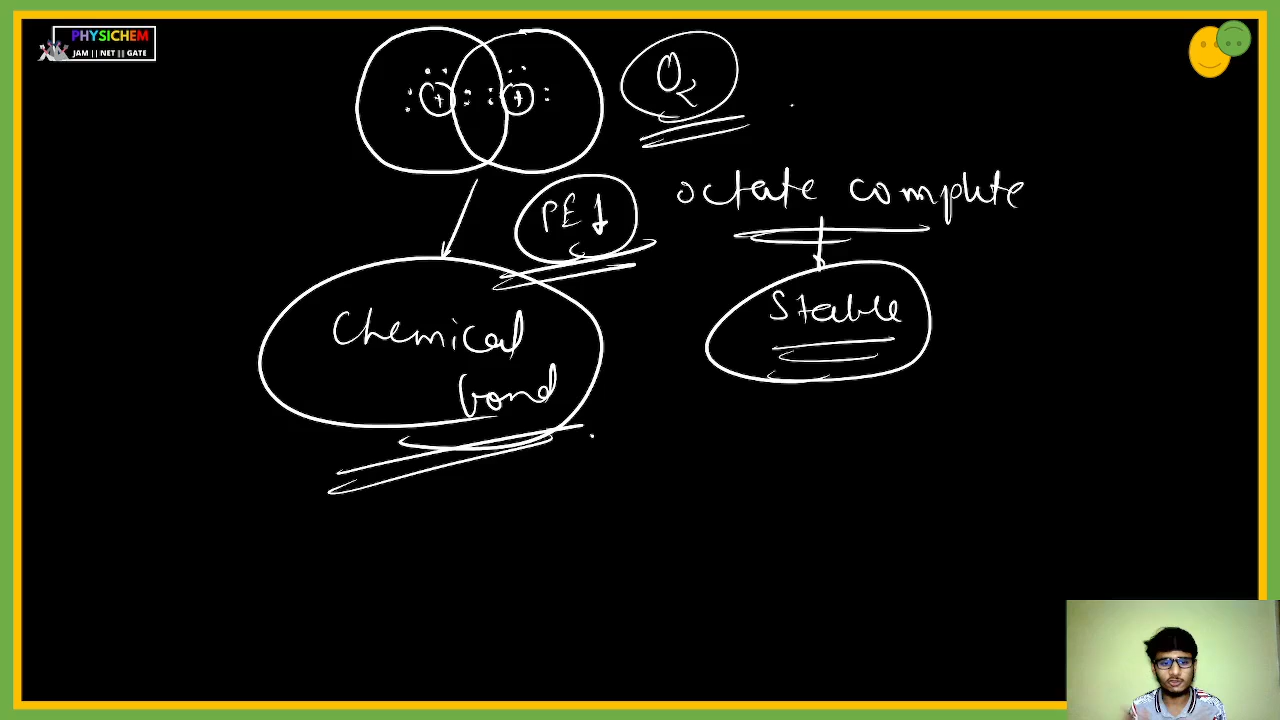 PHYSICHEM
JAM || NET || GATE
O2
octate complete
PE↓
Stable
Chemical
bond